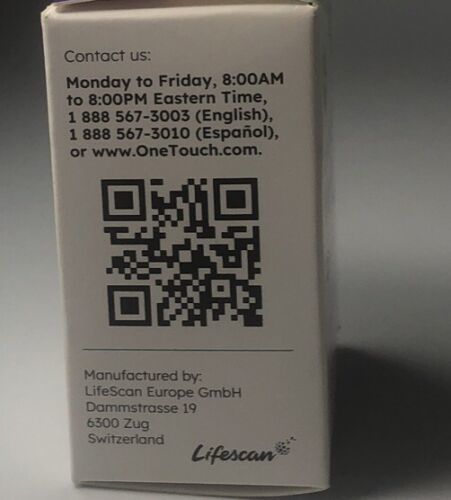 Contact us:
Monday to Friday, 8:00AM
to 8:00PM Eastern Time,
1 888 567-3003 (English),
1 888 567-3010 (Español),
or www.OneTouch.com.
Manufactured by:
LifeScan Europe GmbH
Dammstrasse 19
6300 Zug
Switzerland
Lifescan